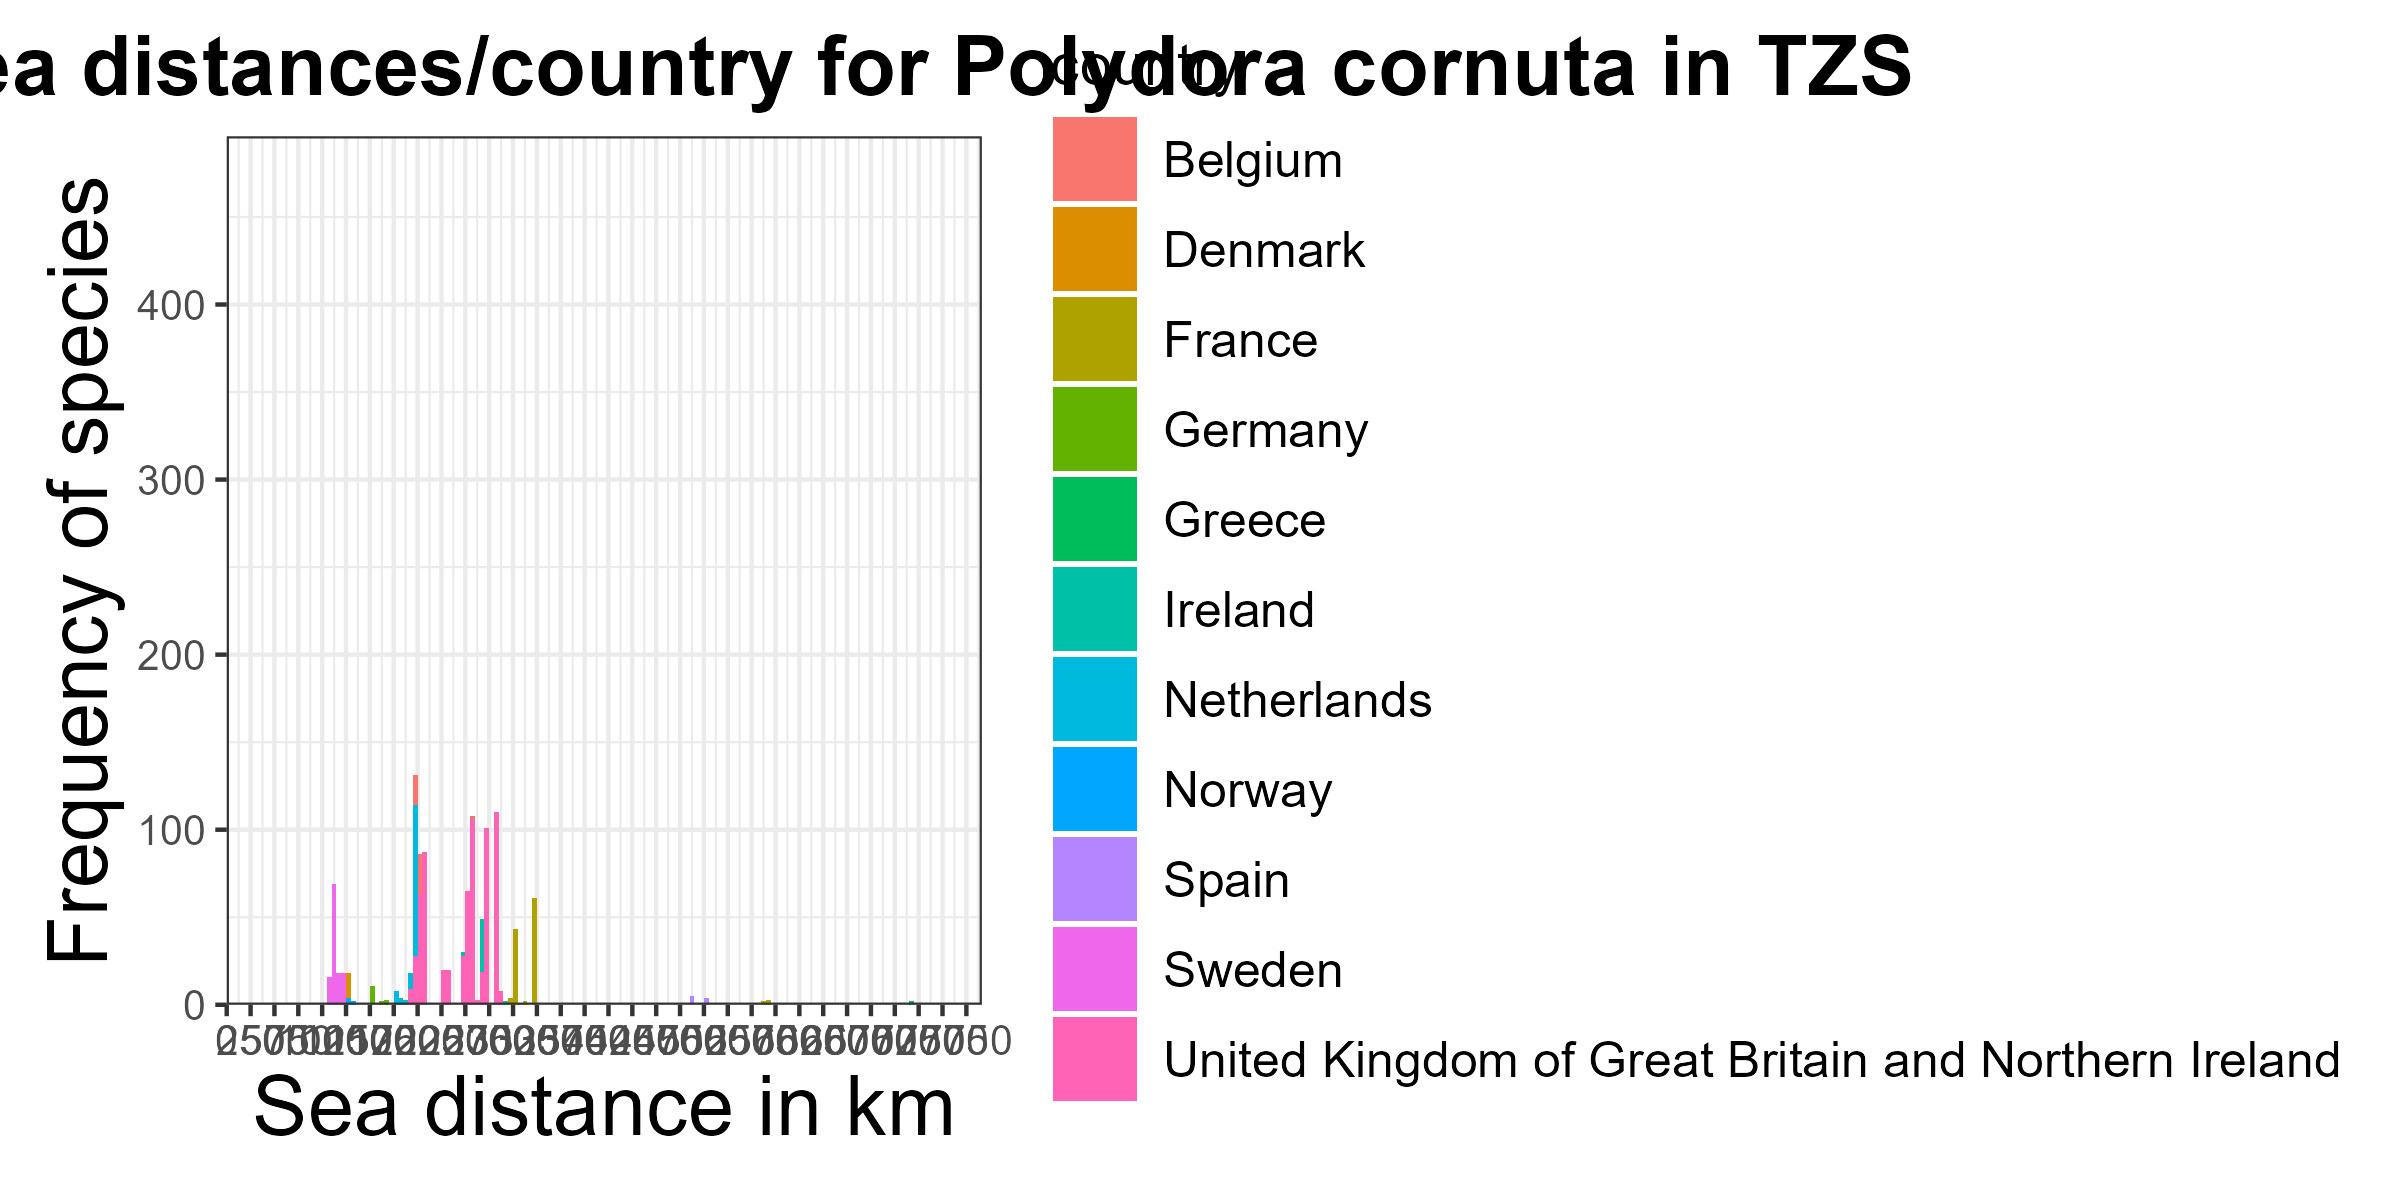 ea distances/country for Polydora cornuta in TZS
country
Belgium
Denmark
France
Germany
Greece
Ireland
Netherlands
Norway
Spain
Sweden
United Kingdom of Great Britain and Northern Ireland
Frequency of species
400
300
200
100
0
Sea distance in km